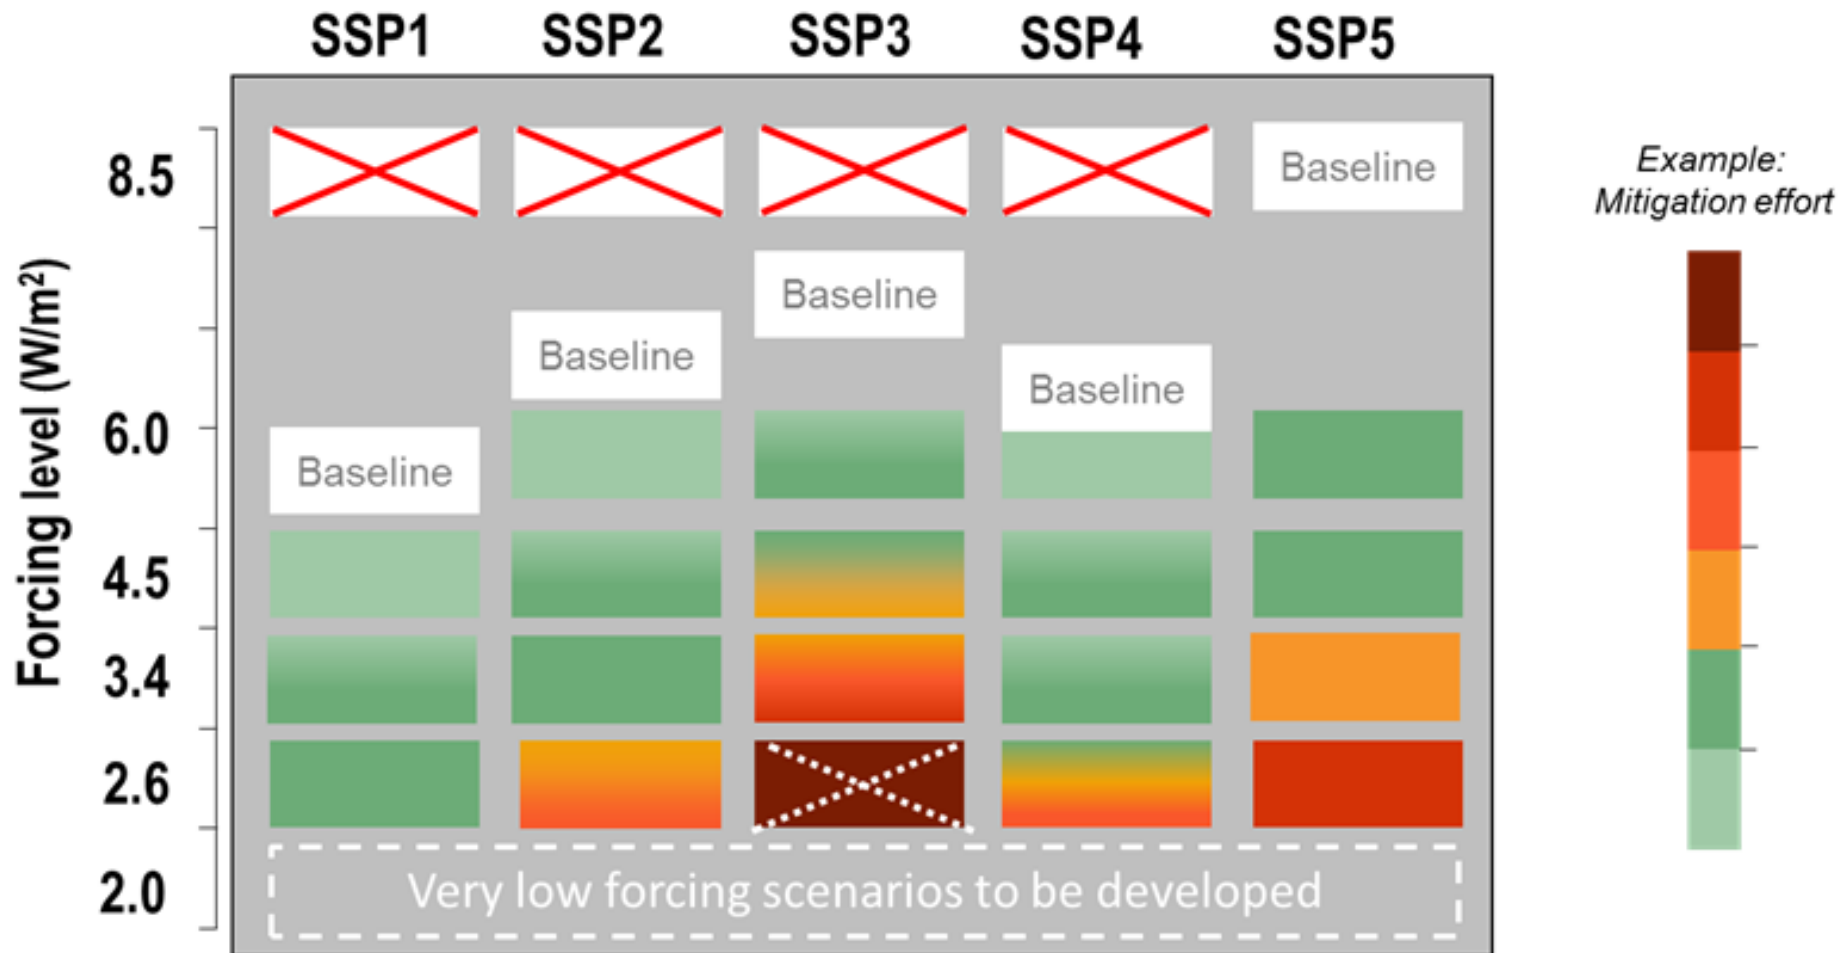 SSP1 SSP2 SSP3 SSP4 SSP5
8.5
Baseline
Example:
Mitigation effort
Baseline
Baseline
Baseline
6.0
Baseline
Forcing level (W/m²)
4.5
3.4
2.6
2.0
Very low forcing scenarios to be developed